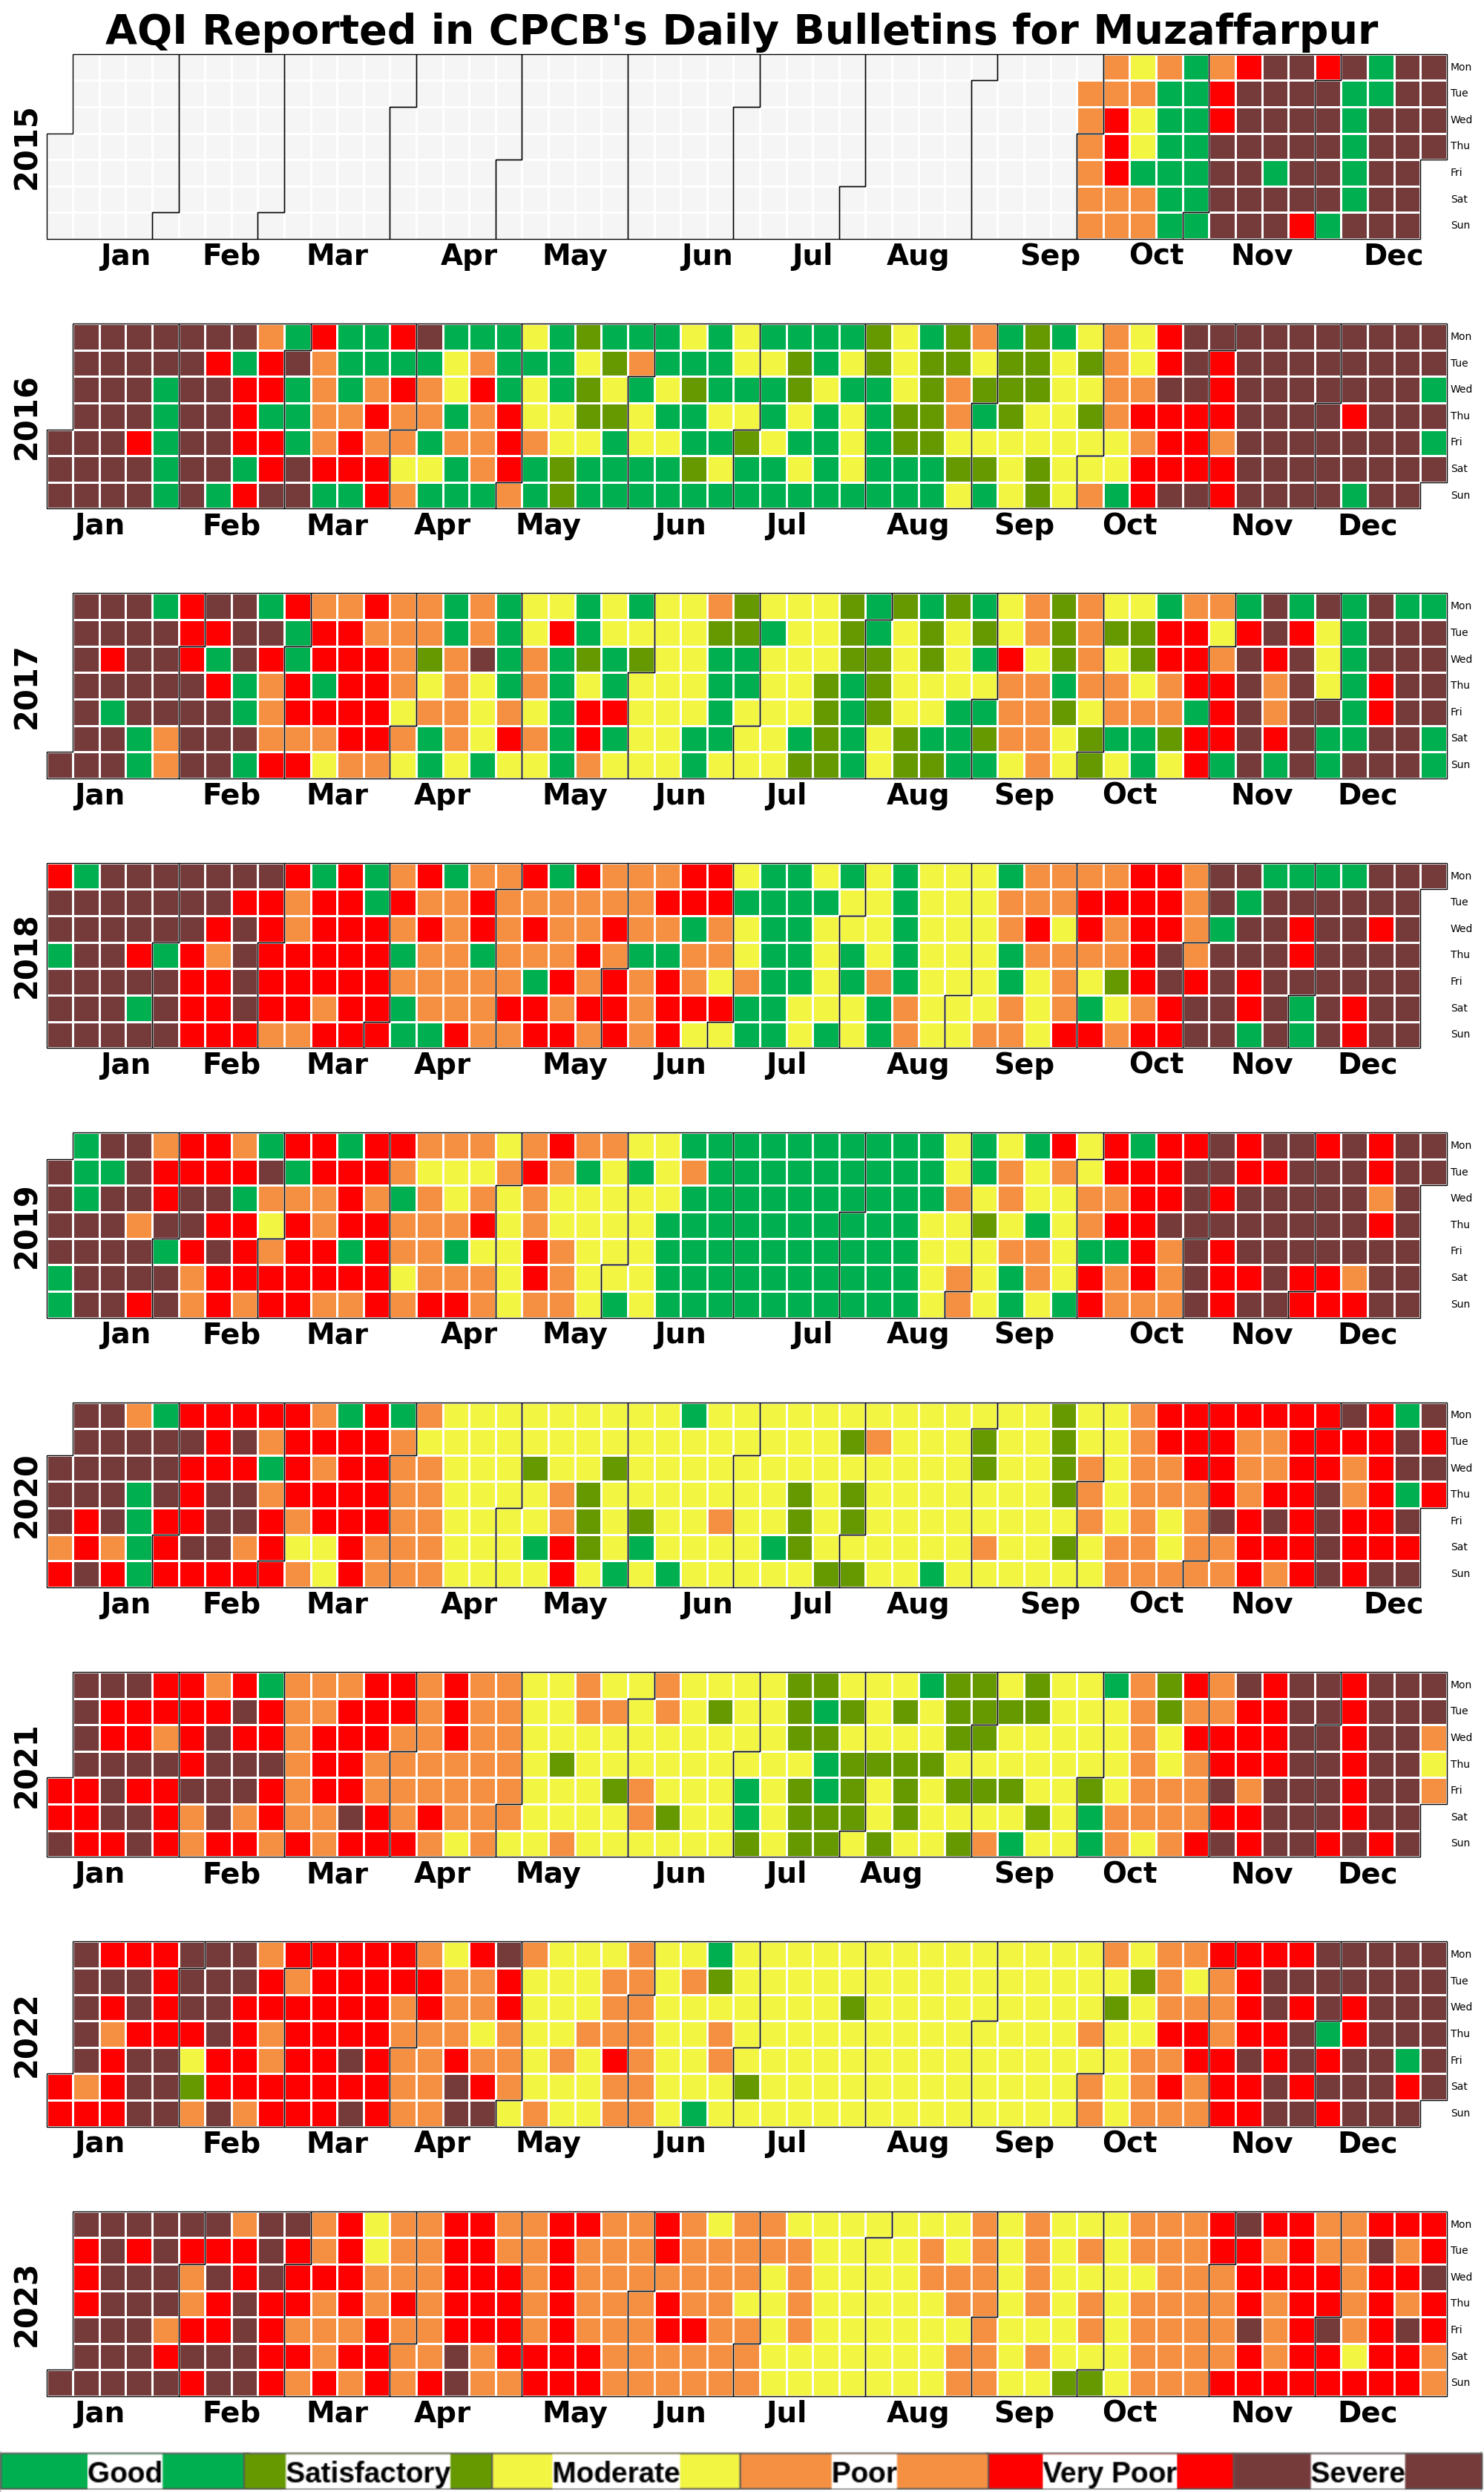 AQI Reported in CPCB's Daily Bulletins for Muzaffarpur
2015
Mon
Tue
Wed
Thu
Fri
Sat
Sun
Jan Feb Mar Apr May Jun Jul Aug Sep Oct Nov Dec
2016
Mon
Tue
Wed
Thu
Fri
Sat
Sun
Jan Feb Mar Apr May Jun Jul Aug Sep Oct Nov Dec
2017
Mon
Tue
Wed
Thu
Fri
Sat
Sun
Jan Feb Mar Apr May Jun Jul Aug Sep Oct Nov Dec
2018
Mon
Tue
Wed
Thu
Fri
Sat
Sun
Jan Feb Mar Apr May Jun Jul Aug Sep Oct Nov Dec
2019
Mon
Tue
Wed
Thu
Fri
Sat
Sun
Jan Feb Mar Apr May Jun Jul Aug Sep Oct Nov Dec
2020
Mon
Tue
Wed
Thu
Fri
Sat
Sun
Jan Feb Mar Apr May Jun Jul Aug Sep Oct Nov Dec
2021
Mon
Tue
Wed
Thu
Fri
Sat
Sun
Jan Feb Mar Apr May Jun Jul Aug Sep Oct Nov Dec
2022
Mon
Tue
Wed
Thu
Fri
Sat
Sun
Jan Feb Mar Apr May Jun Jul Aug Sep Oct Nov Dec
2023
Mon
Tue
Wed
Thu
Fri
Sat
Sun
Jan Feb Mar Apr May Jun Jul Aug Sep Oct Nov Dec
Good Satisfactory Moderate Poor Very Poor Severe